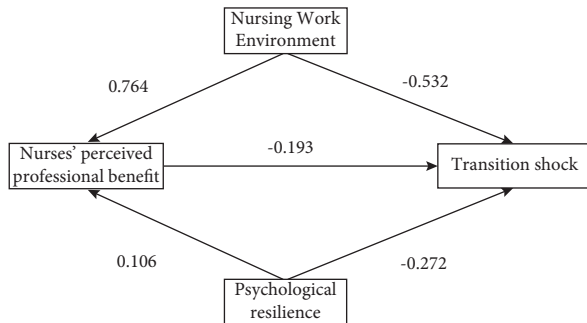 Nursing Work
Environment
0.764
-0.532
Nurses' perceived
professional benefit
-0.193
Transition shock
0.106
-0.272
Psychological
resilience